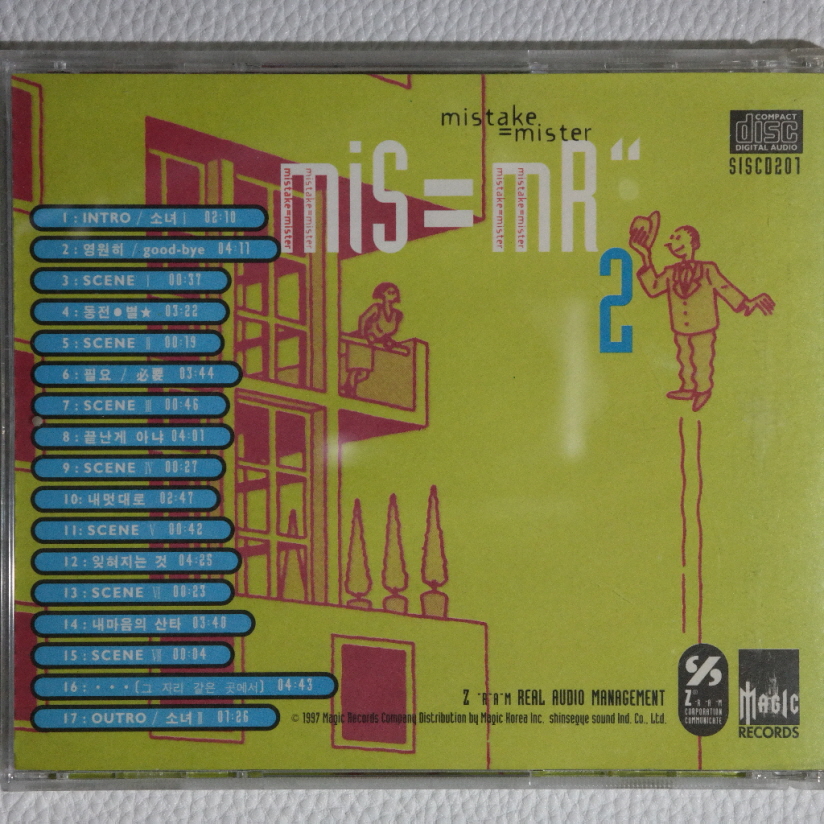 mistake
=mister
COMPACT
disc
DIGITAL AUDIO
SISCD201
mis=mR“
mistake=mister
mistake=mister
mistake=mister
mistake=mister
2
1 : INTRO / 소녀 Ⅰ 02:10
2 : 영원히 / good-bye 04:11
3 : SCENE Ⅰ 00:37
4 : 동전●별★ 03:22
5 : SCENE Ⅱ 00:19
6 : 필요 / 必要 03:44
7 : SCENE Ⅲ 00:46
8 : 끝난게 아냐 04:01
9 : SCENE Ⅳ 00:27
10: 내멋대로 02:47
11: SCENE Ⅴ 00:42
12 : 잊혀지는 것 04:25
13 : SCENE Ⅵ 00:23
14 : 내마음의 산타 03:40
15 : SCENE Ⅶ 00:04
16 : • • • (그 자리 같은 곳에서) 04:43
17 : OUTRO / 소녀 Ⅱ 01:26
REAL AUDIO MANAGEMENT
© 1997 Magic Records Company Distribution by Magic Korea Inc. shinsegye sound Ind. Co., Ltd.
CORPORATION
COMMUNICATE
MAGIC
RECORDS